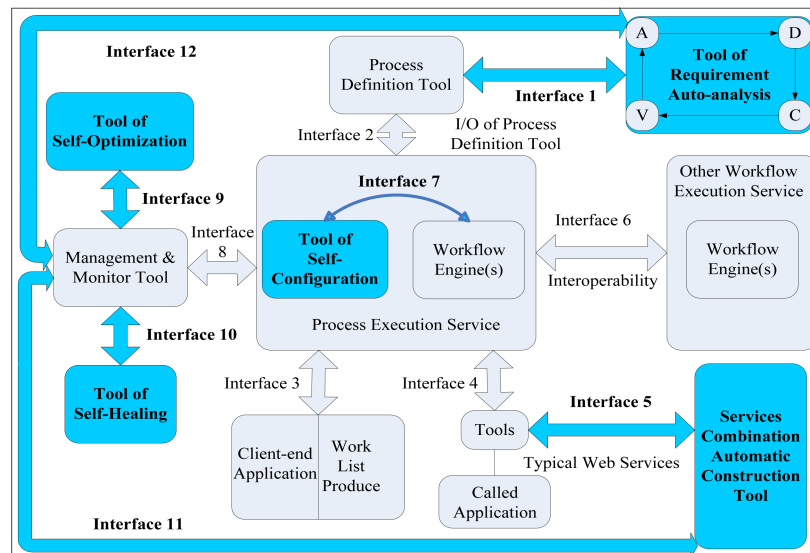 Interface 12
A
D
Tool of
Requirement
Auto-analysis
V
C
Process
Definition Tool
Interface 1
Interface 2
I/O of Process
Definition Tool
Tool of
Self-Optimization
Interface 9
Interface 7
Tool of
Self-
Configuration
Workflow
Engine(s)
Process Execution Service
Interface
8
Management &
Monitor Tool
Interface 6
Interoperability
Other Workflow
Execution Service
Workflow
Engine(s)
Interface 10
Tool of
Self-Healing
Interface 3
Client-end
Application
Work
List
Produce
Interface 4
Tools
Called
Application
Interface 5
Typical Web Services
Services
Combination
Automatic
Construction
Tool
Interface 11